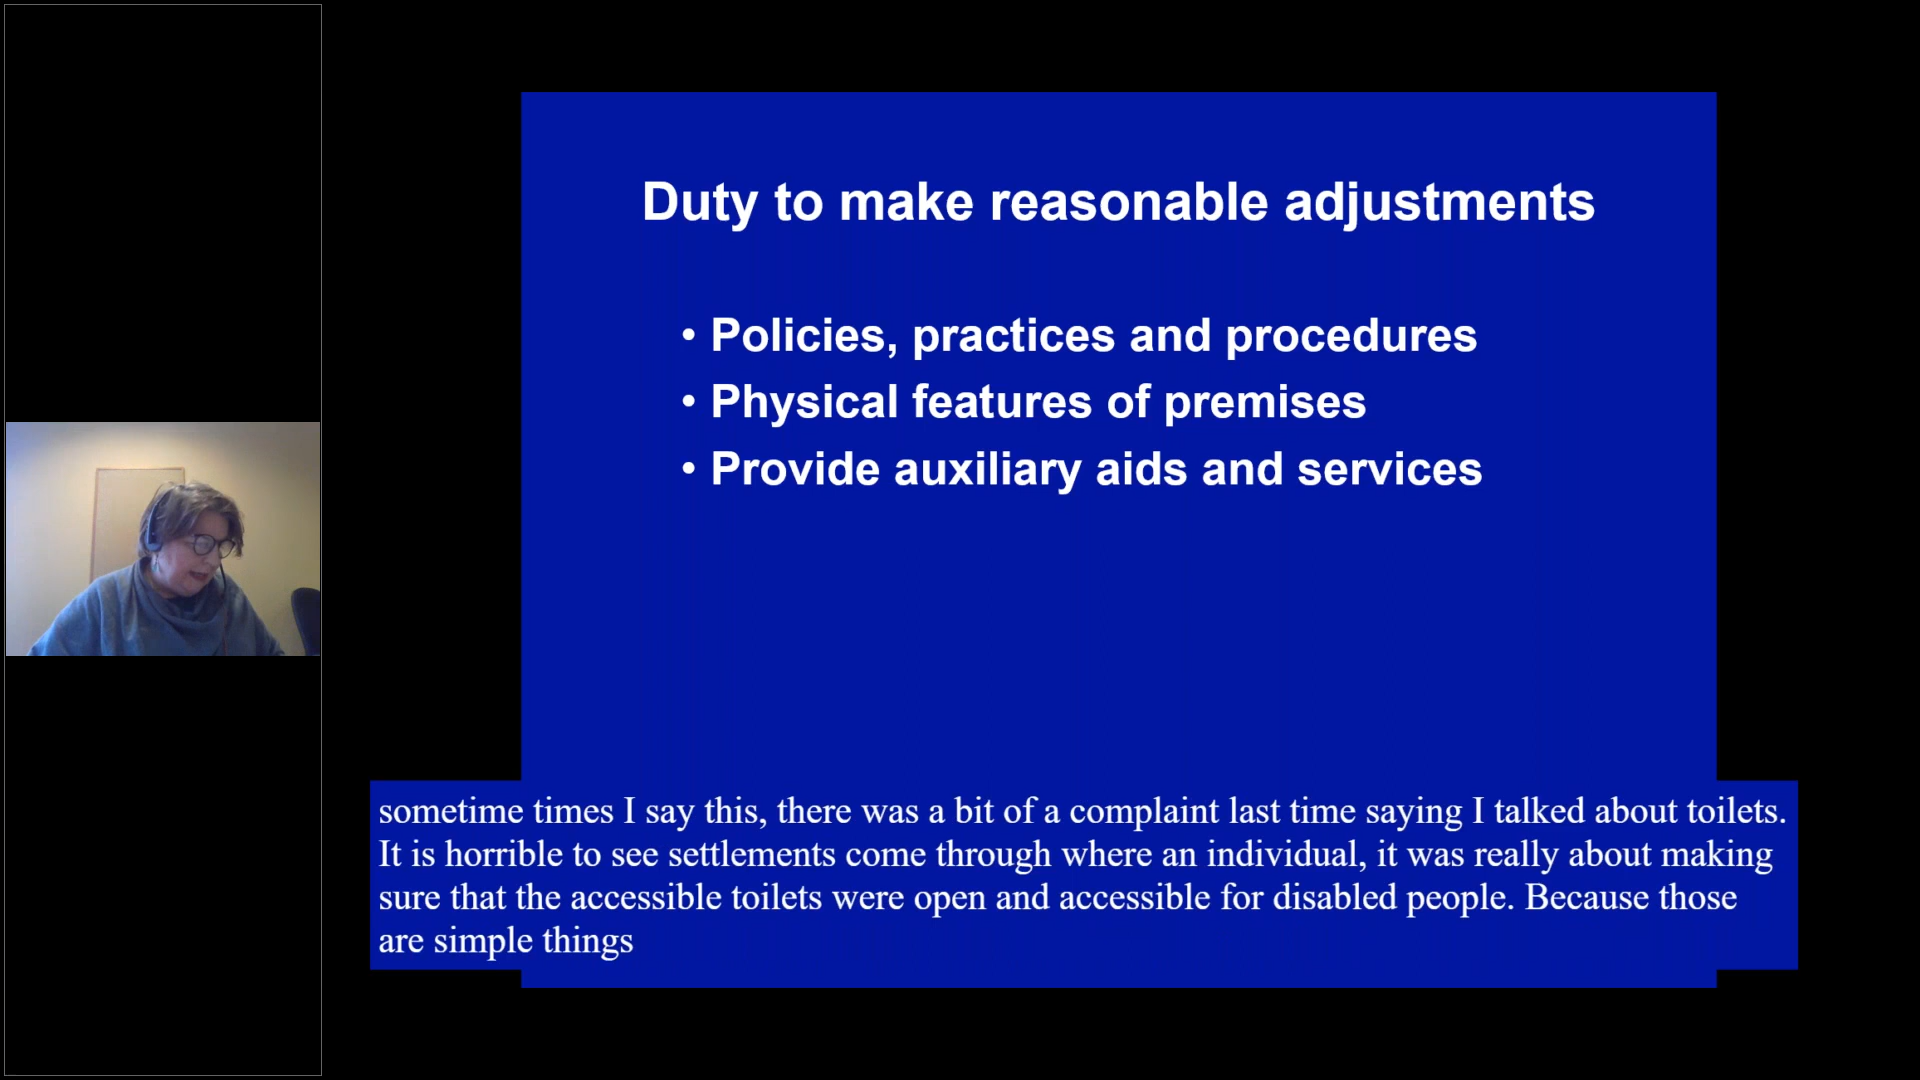 Duty to make reasonable adjustments
• Policies, practices and procedures
• Physical features of premises
• Provide auxiliary aids and services
sometime times I say this, there was a bit of a complaint last time saying I talked about toilets.
It is horrible to see settlements come through where an individual, it was really about making
sure that the accessible toilets were open and accessible for disabled people. Because those
are simple things